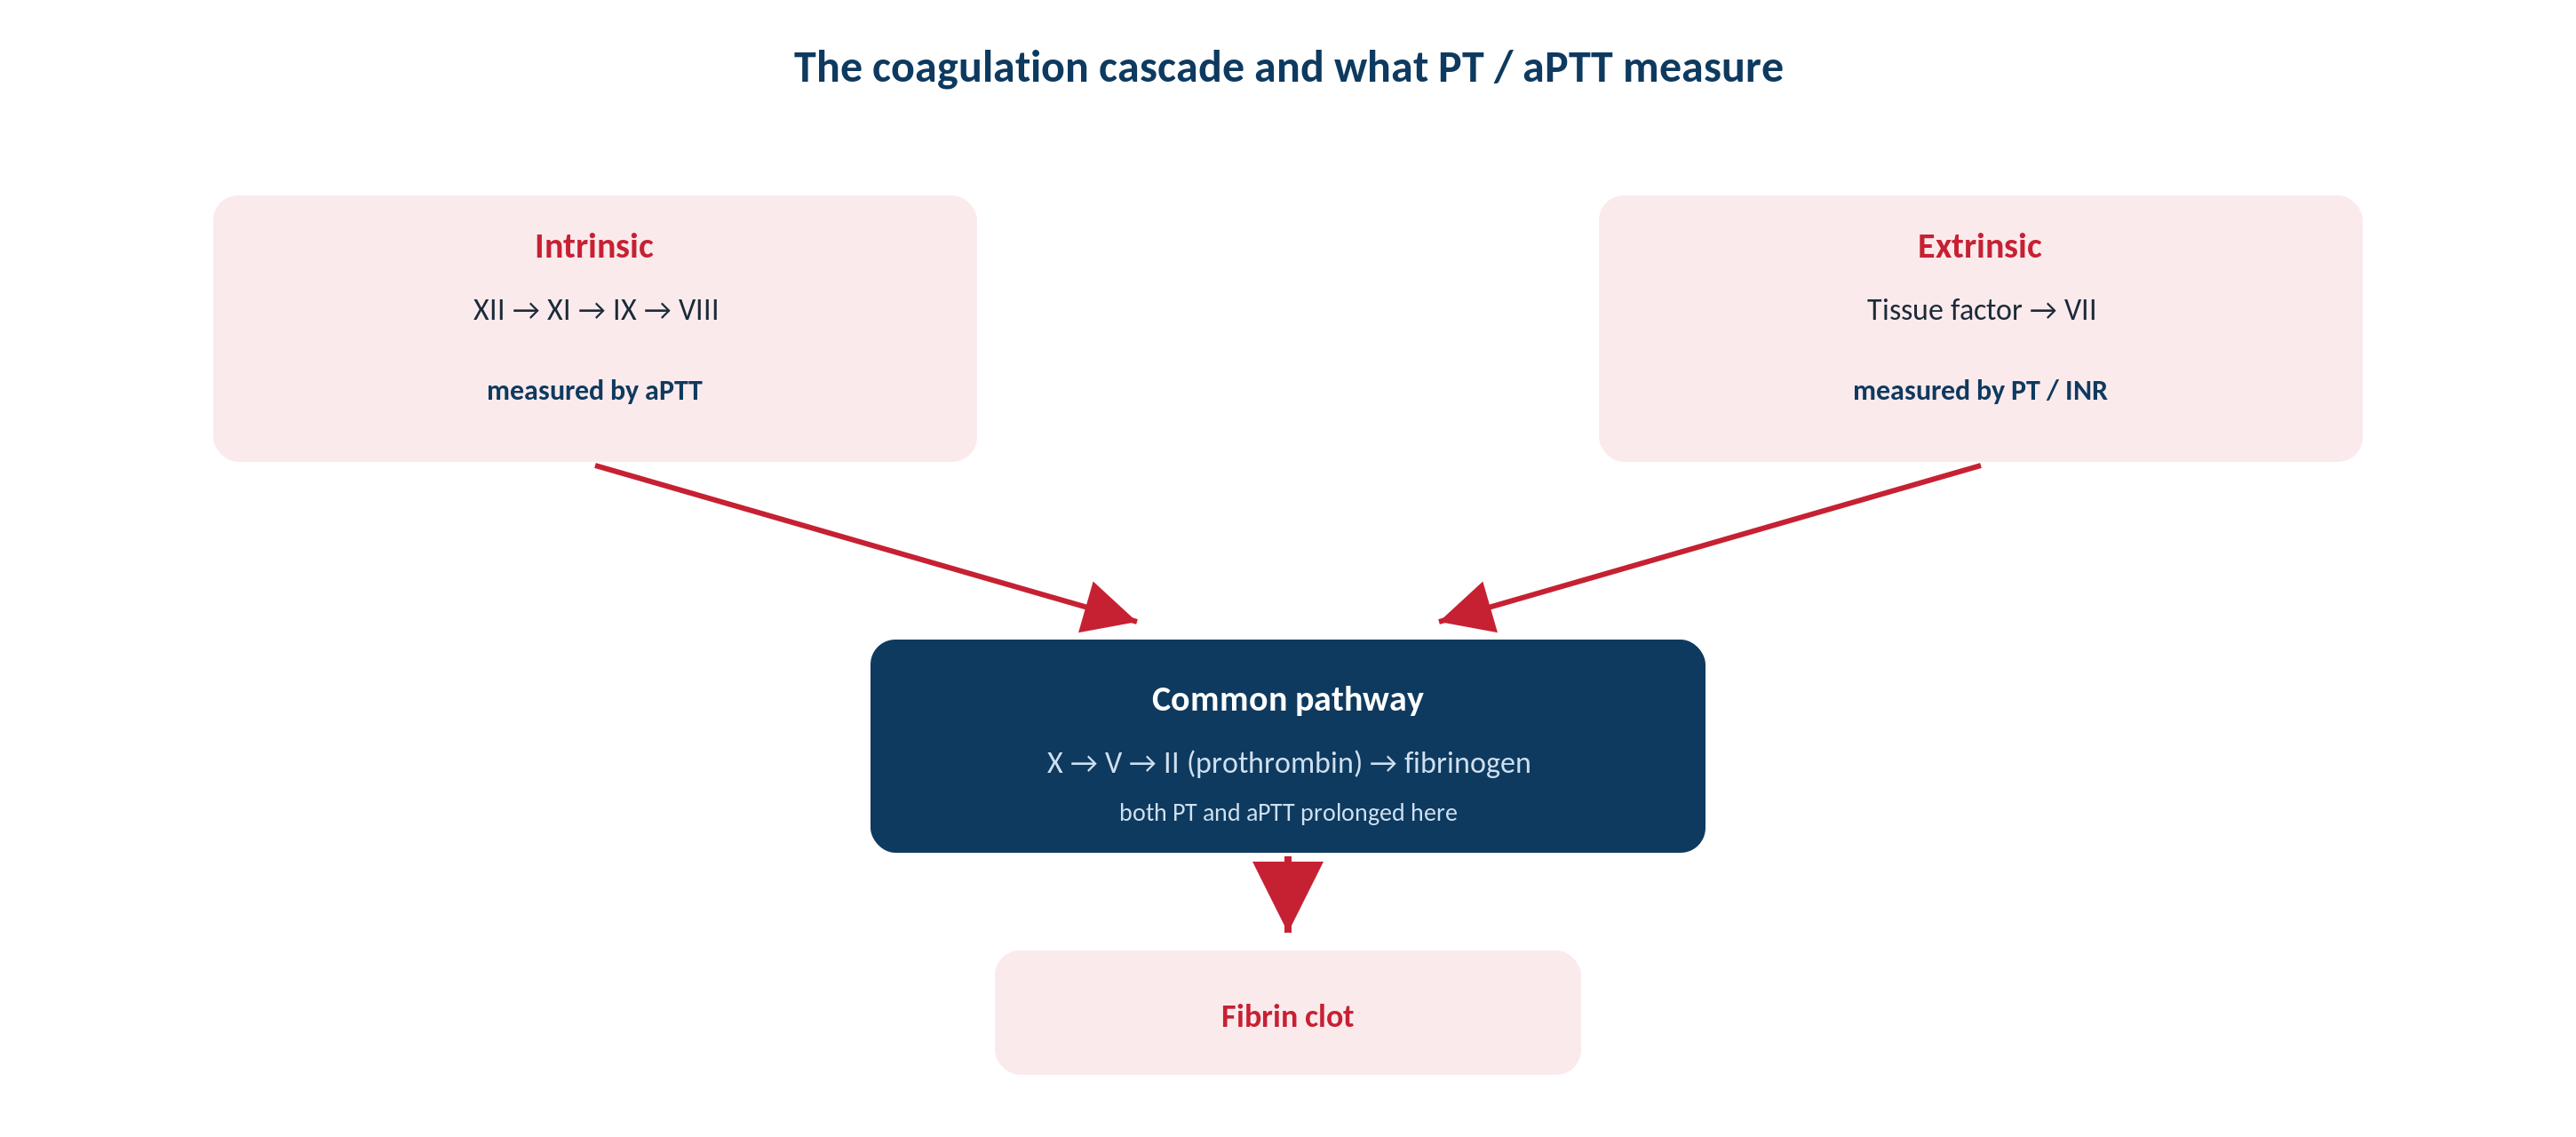 The coagulation cascade and what PT / aPTT measure
Intrinsic
XII → XI → IX → VIII
measured by aPTT
Extrinsic
Tissue factor → VII
measured by PT / INR
Common pathway
X → V → II (prothrombin) → fibrinogen
both PT and aPTT prolonged here
Fibrin clot